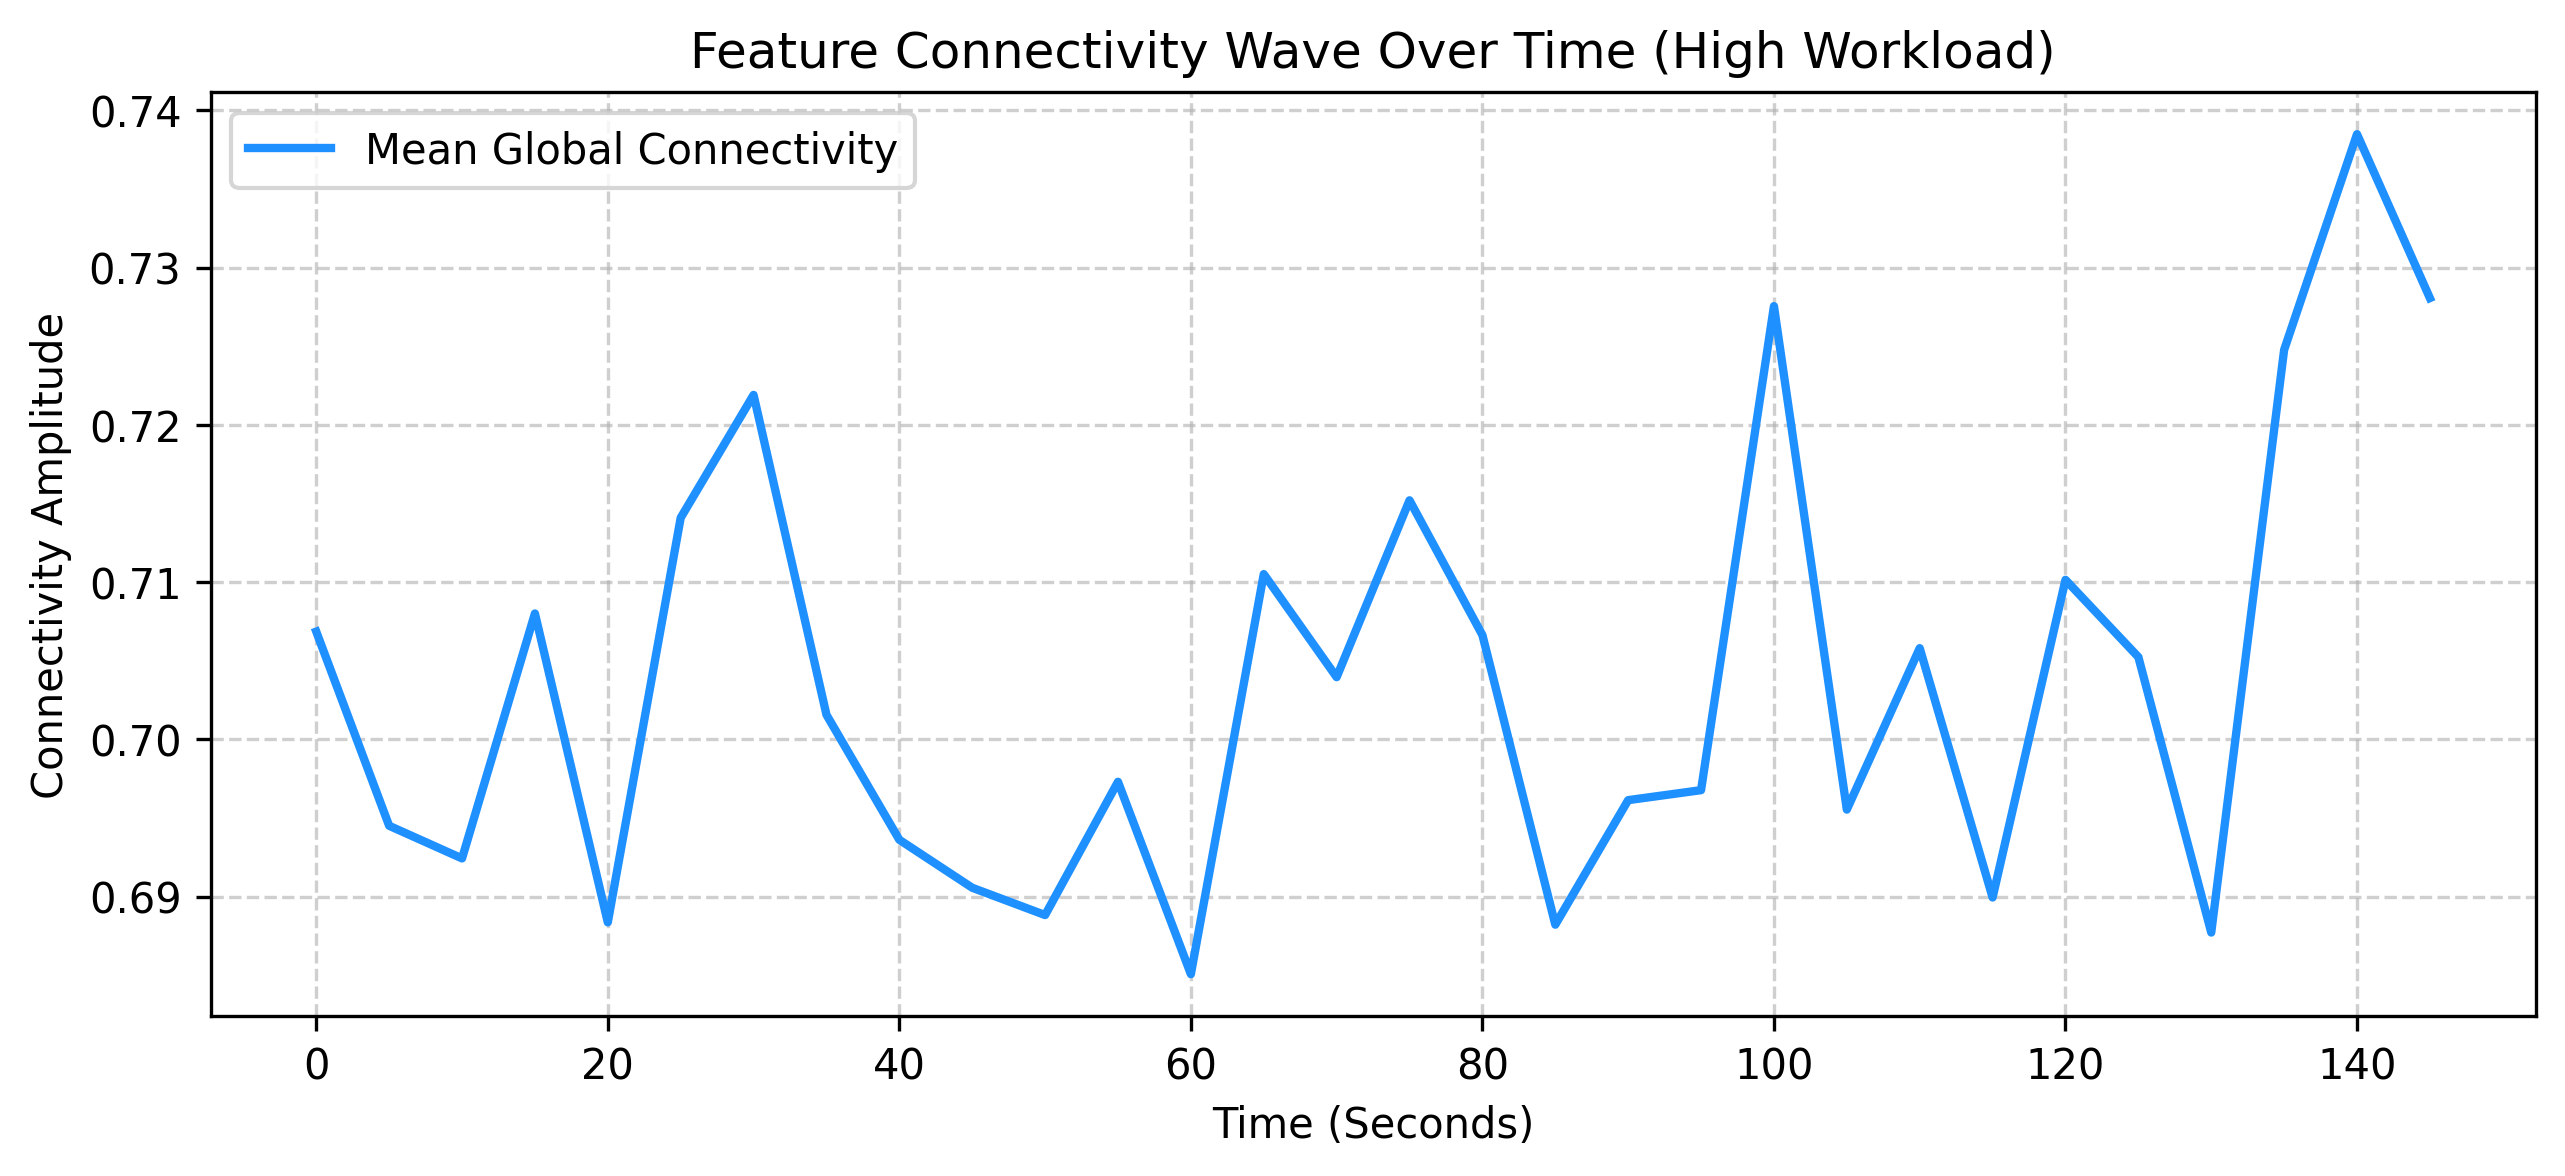 Feature Connectivity Wave Over Time (High Workload)
Mean Global Connectivity
Connectivity Amplitude
0.74
0.73
0.72
0.71
0.70
0.69
0 20 40 60 80 100 120 140
Time (Seconds)